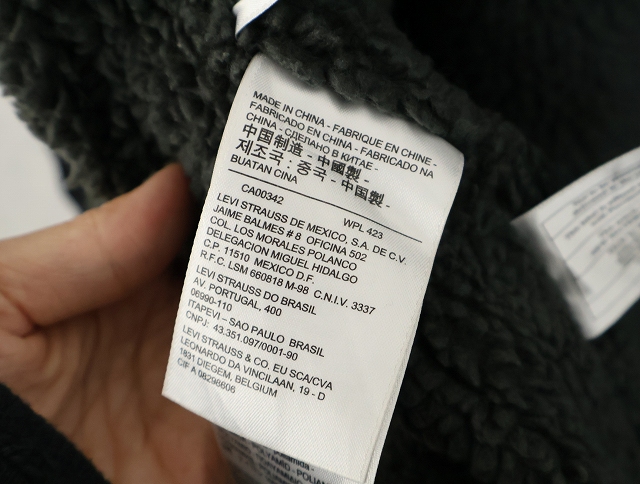 MADE IN CHINA - FABRIQUE EN CHINE -
FABRICADO EN CHINA - FABRICADO NA
CHINA - СДЕЛАНО В КИТАЕ -
中国制造 - 中國製 -
제조국 : 중국 - 中国製 -
BUATAN CINA
CA00342 WPL 423
LEVI STRAUSS DE MEXICO, S.A. DE C.V.
JAIME BALMES # 8 OFICINA 502
COL. LOS MORALES POLANCO
DELEGACION MIGUEL HIDALGO
C.P. 11510 MEXICO D.F.
R.F.C. LSM 660818 M-98 C.N.I.V. 3337
LEVI STRAUSS DO BRASIL
AV. PORTUGAL, 400
06990-110
ITAPEVI – SAO PAULO BRASIL
CNPJ: 43.351.097/0001-90
LEVI STRAUSS & CO. EU SCA/CVA
LEONARDO DA VINCILAAN, 19 - D
1831 DIEGEM, BELGIUM
CIF A 08298606